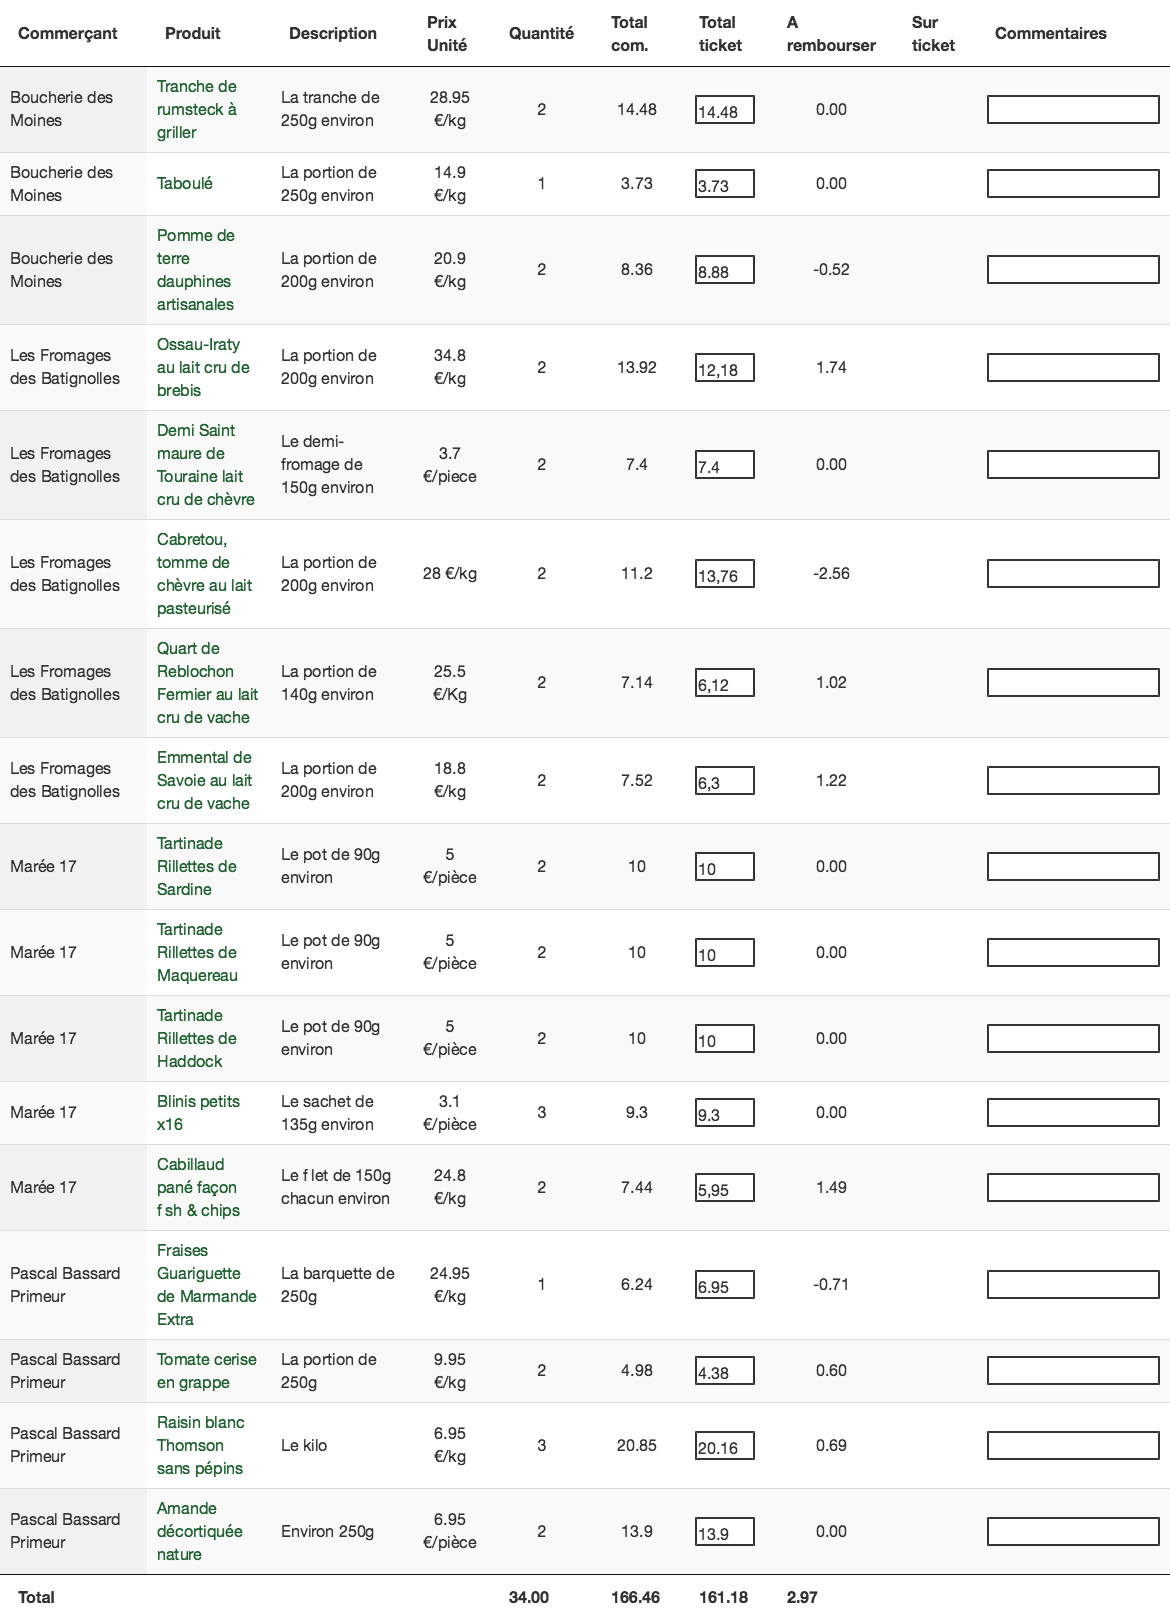 Commerçant Produit Description Prix Unité Quantité Total com. Total ticket A rembourser Sur ticket Commentaires
Boucherie des Moines Tranche de rumsteck à griller La tranche de 250g environ 28.95 €/kg 2 14.48 14.48 0.00
Boucherie des Moines Taboulé La portion de 250g environ 14.9 €/kg 1 3.73 3.73 0.00
Boucherie des Moines Pomme de terre dauphines artisanales La portion de 200g environ 20.9 €/kg 2 8.36 8.88 -0.52
Les Fromages des Batignolles Ossau-Iraty au lait cru de brebis La portion de 200g environ 34.8 €/kg 2 13.92 12,18 1.74
Les Fromages des Batignolles Demi Saint maure de Touraine lait cru de chèvre Le demi-fromage de 150g environ 3.7 €/piece 2 7.4 7.4 0.00
Les Fromages des Batignolles Cabretou, tomme de chèvre au lait pasteurisé La portion de 200g environ 28 €/kg 2 11.2 13,76 -2.56
Les Fromages des Batignolles Quart de Reblochon Fermier au lait cru de vache La portion de 140g environ 25.5 €/Kg 2 7.14 6,12 1.02
Les Fromages des Batignolles Emmental de Savoie au lait cru de vache La portion de 200g environ 18.8 €/kg 2 7.52 6,3 1.22
Marée 17 Tartinade Rillettes de Sardine Le pot de 90g environ 5 €/pièce 2 10 10 0.00
Marée 17 Tartinade Rillettes de Maquereau Le pot de 90g environ 5 €/pièce 2 10 10 0.00
Marée 17 Tartinade Rillettes de Haddock Le pot de 90g environ 5 €/pièce 2 10 10 0.00
Marée 17 Blinis petits x16 Le sachet de 135g environ 3.1 €/pièce 3 9.3 9.3 0.00
Marée 17 Cabillaud pané façon f sh & chips Le f let de 150g chacun environ 24.8 €/kg 2 7.44 5,95 1.49
Pascal Bassard Primeur Fraises Guariguette de Marmande Extra La barquette de 250g 24.95 €/kg 1 6.24 6.95 -0.71
Pascal Bassard Primeur Tomate cerise en grappe La portion de 250g 9.95 €/kg 2 4.98 4.38 0.60
Pascal Bassard Primeur Raisin blanc Thomson sans pépins Le kilo 6.95 €/kg 3 20.85 20.16 0.69
Pascal Bassard Primeur Amande décortiquée nature Environ 250g 6.95 €/pièce 2 13.9 13.9 0.00
Total 34.00 166.46 161.18 2.97